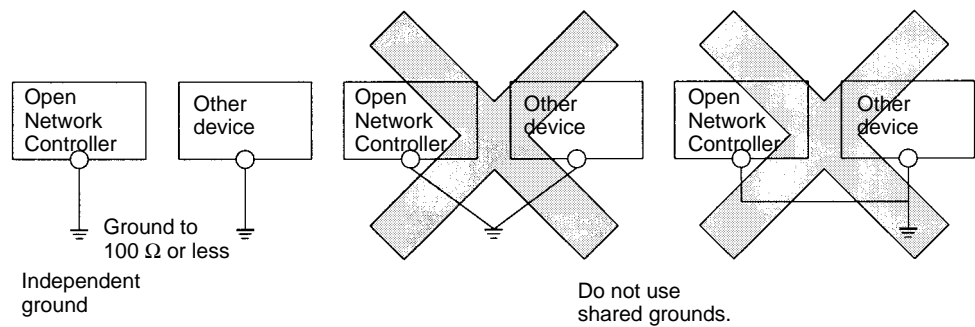 Open
Network
Controller
Other
device
Open
Network
Controller
Other
device
Open
Network
Controller
Other
device
Ground to
100 Ω or less
Independent
ground
Do not use
shared grounds.